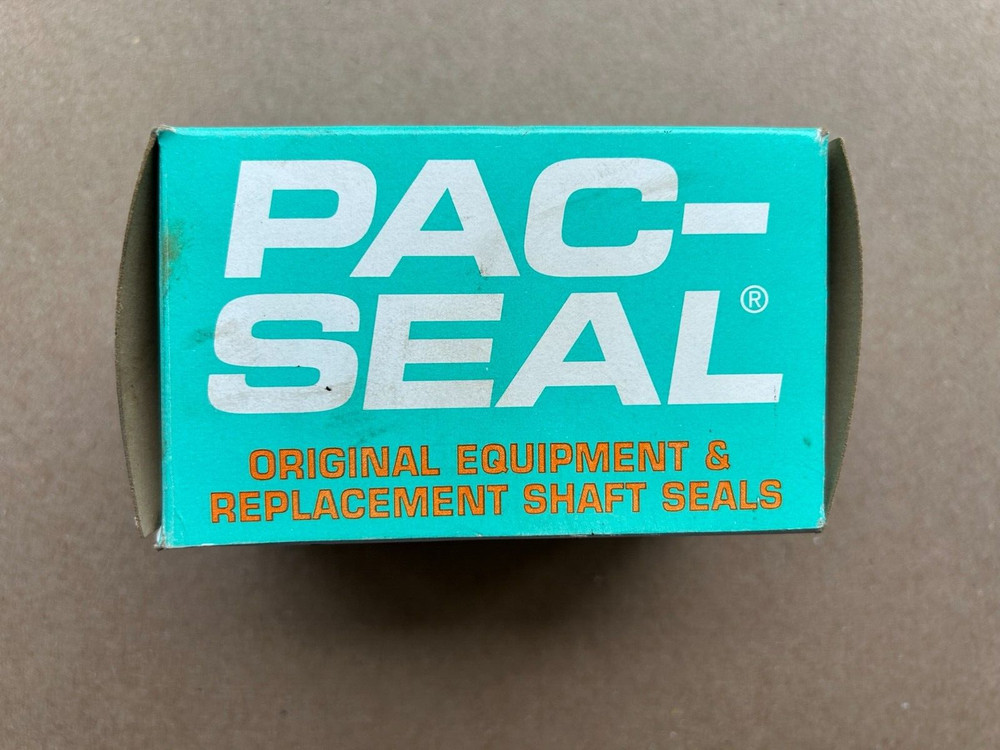 PAC-
SEAL®
ORIGINAL EQUIPMENT &
REPLACEMENT SHAFT SEALS